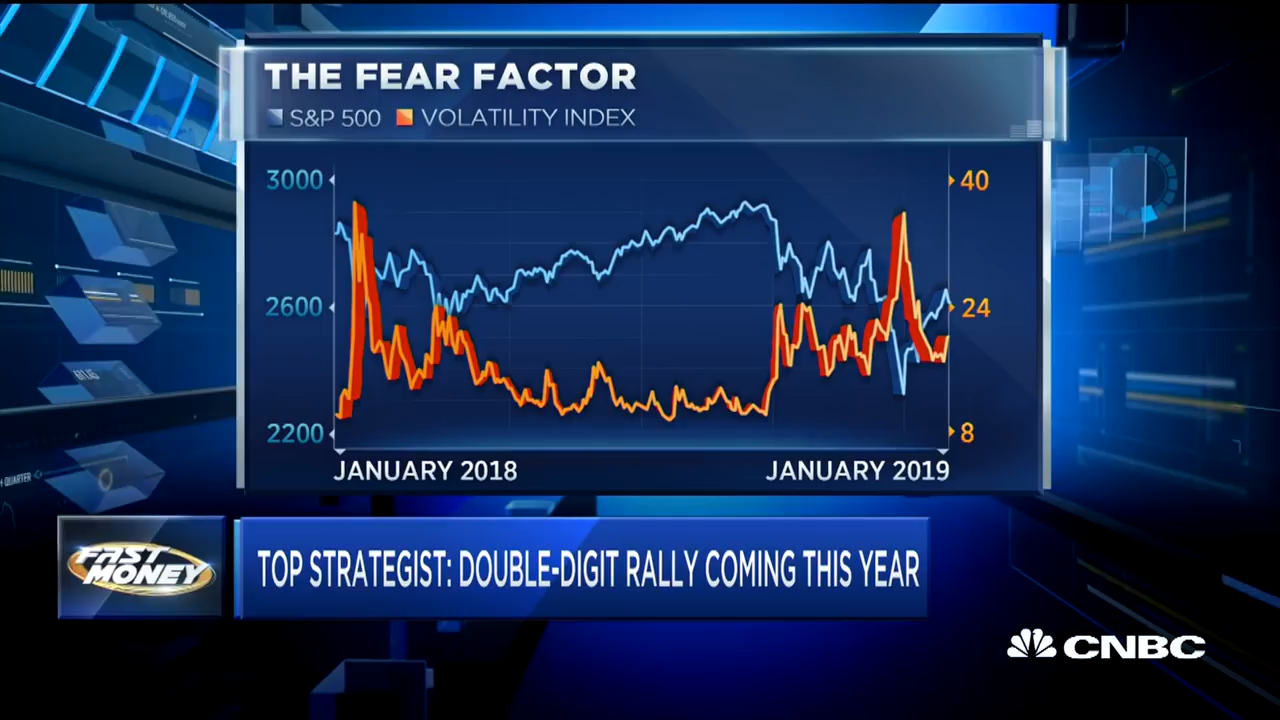 THE FEAR FACTOR
S&P 500 VOLATILITY INDEX
3000 40
2600 24
2200 8
JANUARY 2018 JANUARY 2019
FAST
MONEY
TOP STRATEGIST: DOUBLE-DIGIT RALLY COMING THIS YEAR
CNBC
QUARTER